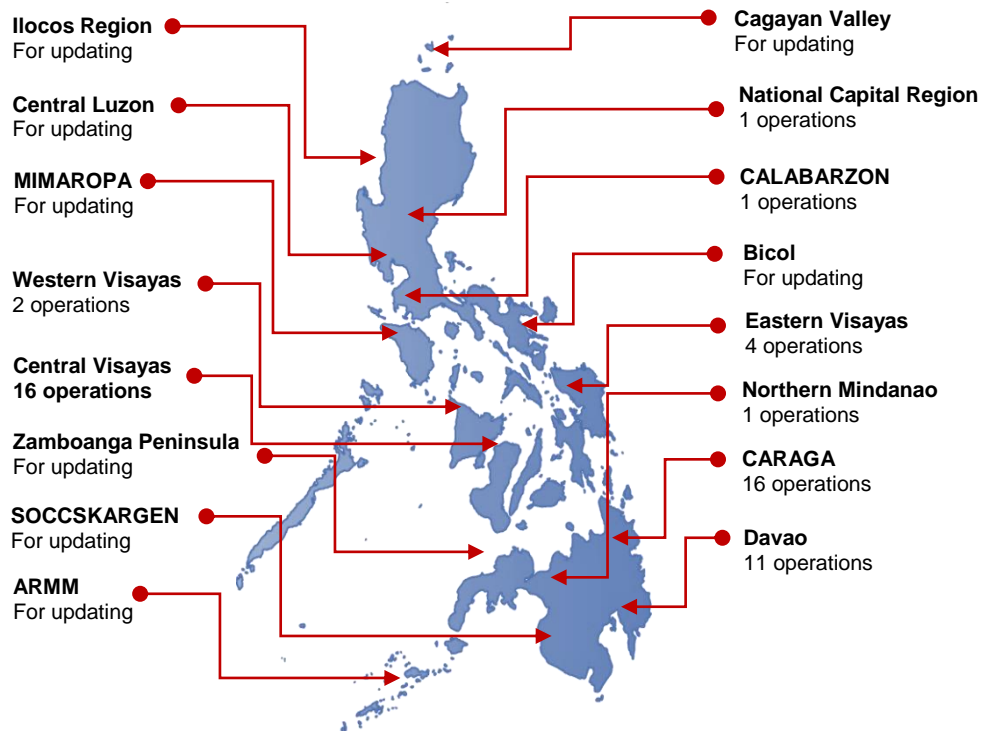 Ilocos Region
For updating
Central Luzon
For updating
MIMAROPA
For updating
Western Visayas
2 operations
Central Visayas
16 operations
Zamboanga Peninsula
For updating
SOCCSKARGEN
For updating
ARMM
For updating
Cagayan Valley
For updating
National Capital Region
1 operations
CALABARZON
1 operations
Bicol
For updating
Eastern Visayas
4 operations
Northern Mindanao
1 operations
CARAGA
16 operations
Davao
11 operations